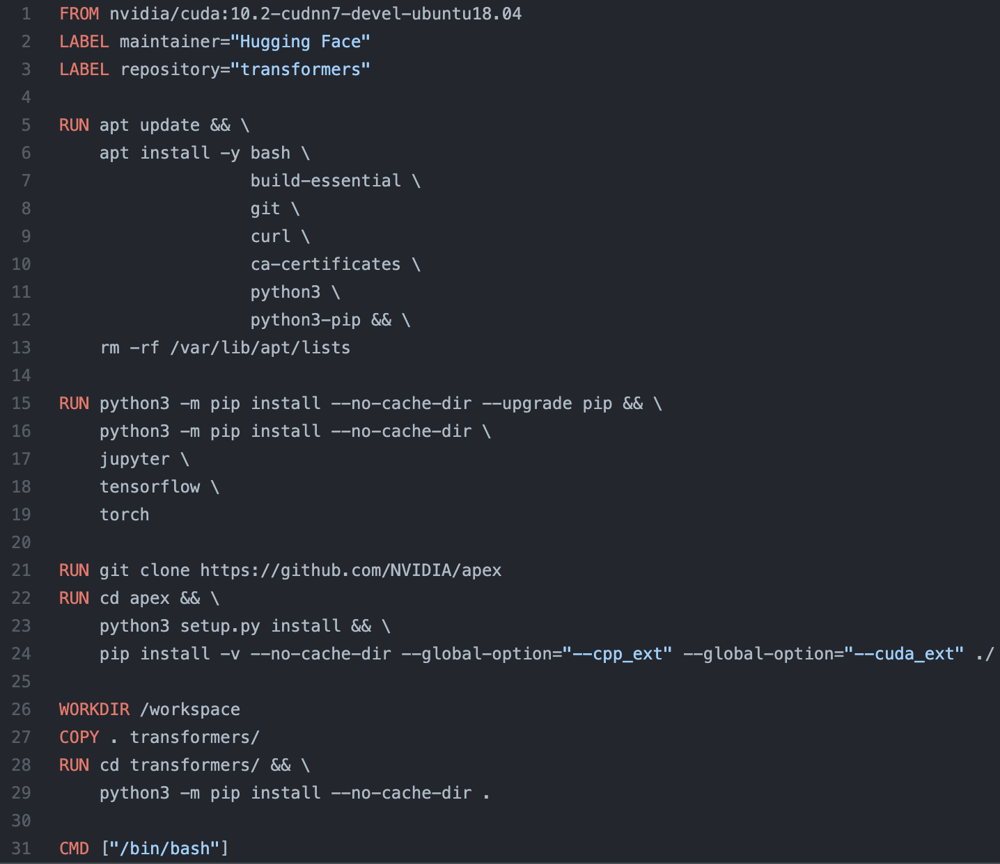 1 FROM nvidia/cuda:10.2-cudnn7-devel-ubuntu18.04
2 LABEL maintainer="Hugging Face"
3 LABEL repository="transformers"
4
5 RUN apt update && \
6     apt install -y bash \
7                    build-essential \
8                    git \
9                    curl \
10                    ca-certificates \
11                    python3 \
12                    python3-pip && \
13     rm -rf /var/lib/apt/lists
14
15 RUN python3 -m pip install --no-cache-dir --upgrade pip && \
16     python3 -m pip install --no-cache-dir \
17     jupyter \
18     tensorflow \
19     torch
20
21 RUN git clone https://github.com/NVIDIA/apex
22 RUN cd apex && \
23     python3 setup.py install && \
24     pip install -v --no-cache-dir --global-option="--cpp_ext" --global-option="--cuda_ext" ./
25
26 WORKDIR /workspace
27 COPY . transformers/
28 RUN cd transformers/ && \
29     python3 -m pip install --no-cache-dir .
30
31 CMD ["/bin/bash"]